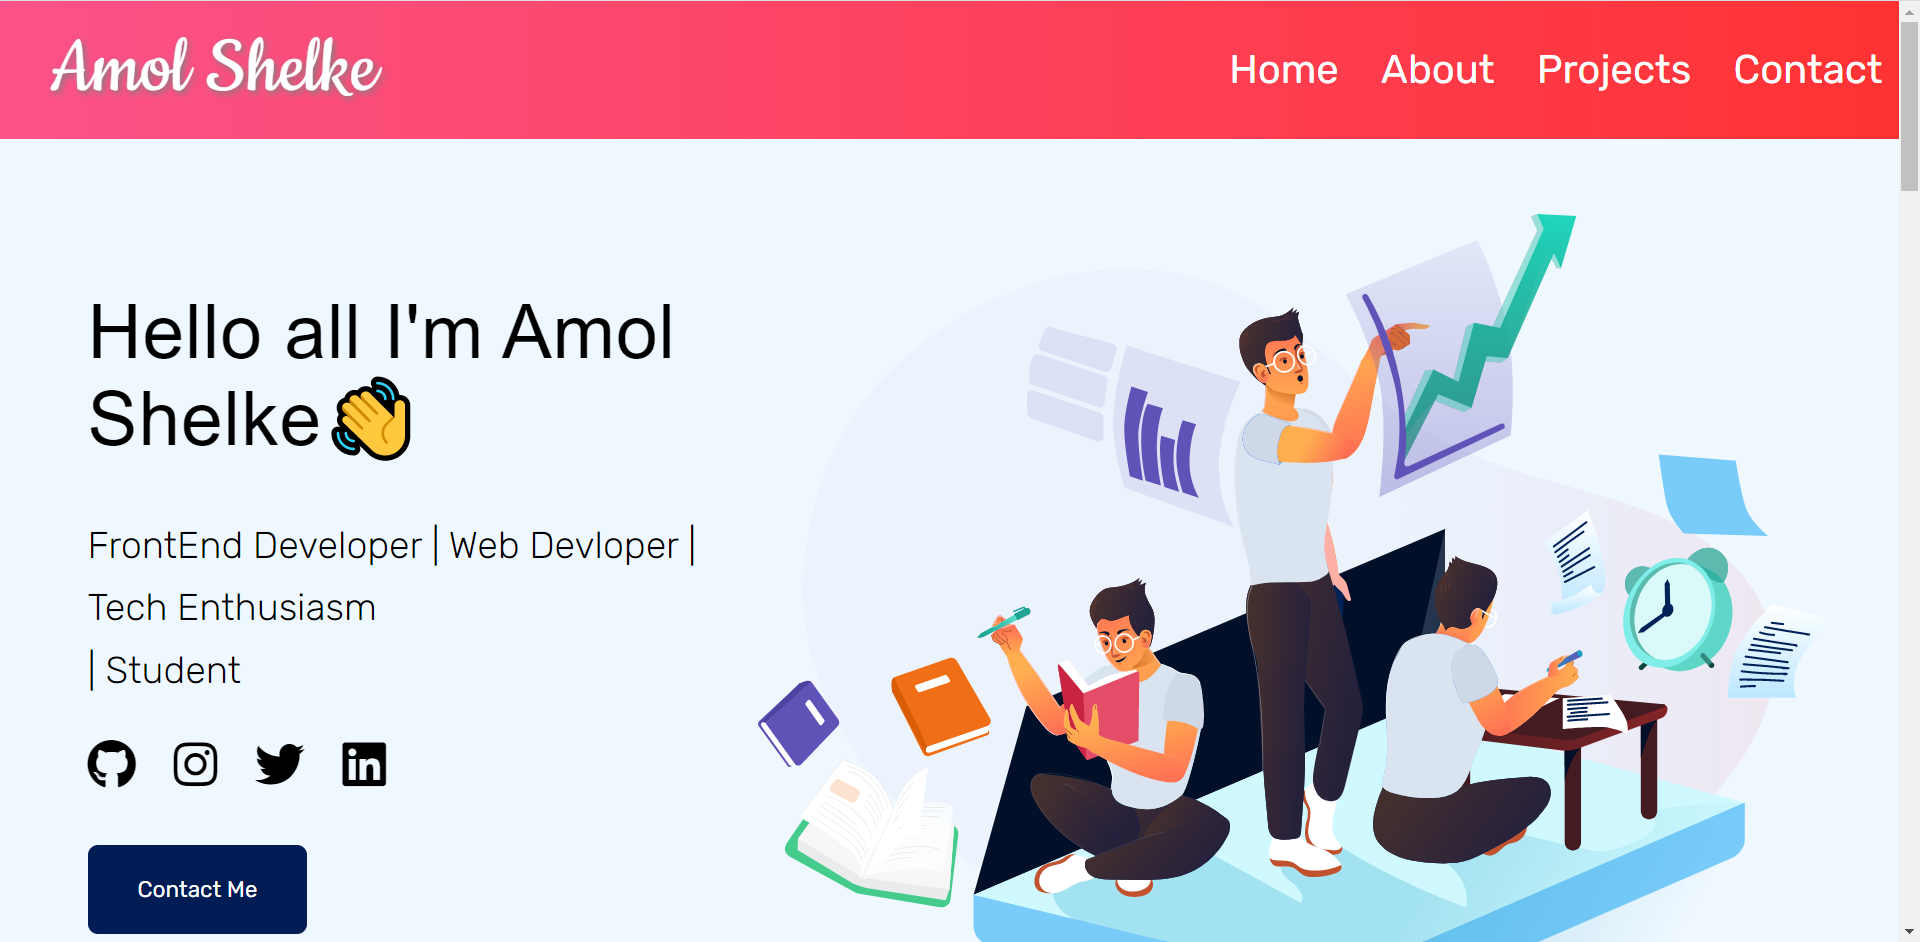 Amol Shelke
Home About Projects Contact
Hello all I'm Amol
Shelke👋
FrontEnd Developer | Web Devloper |
Tech Enthusiasm
| Student
Contact Me